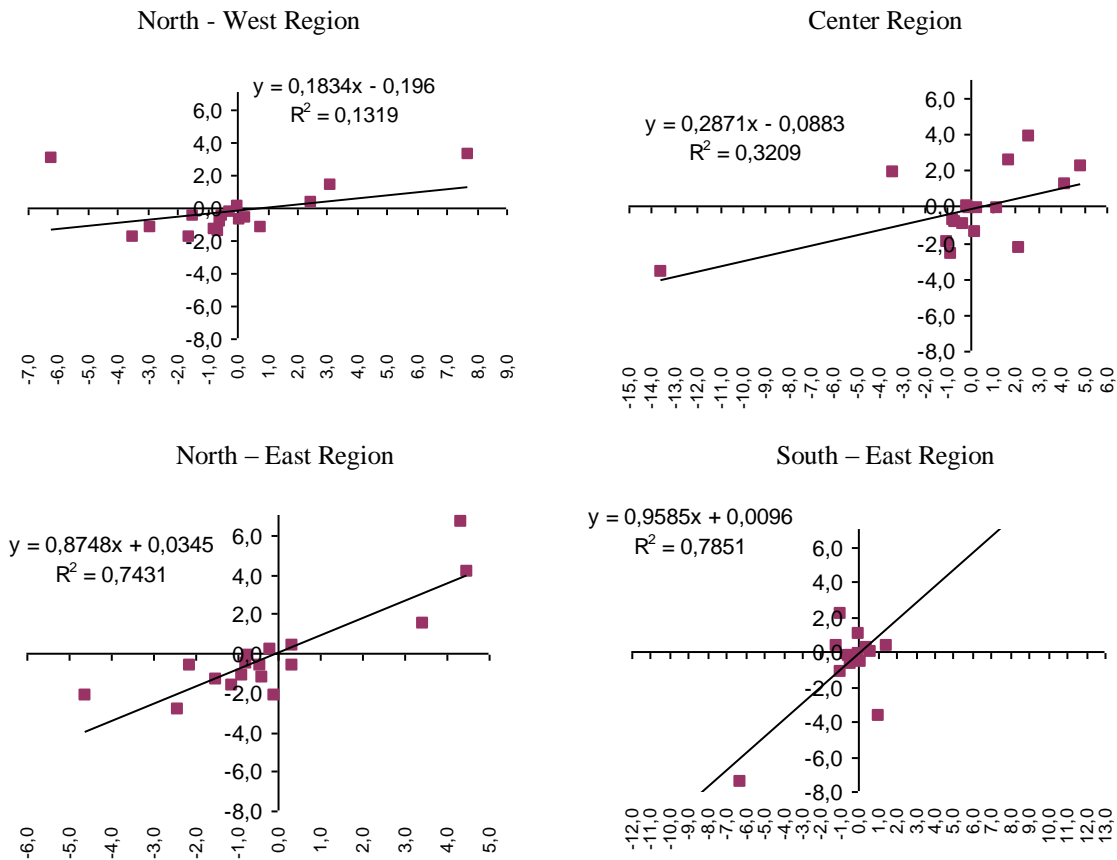 North - West Region
y = 0,1834x - 0,196
R² = 0,1319
6,0
4,0
2,0
0,0
-2,0
-4,0
-6,0
-8,0
-7,0 -6,0 -5,0 -4,0 -3,0 -2,0 -1,0 0,0 1,0 2,0 3,0 4,0 5,0 6,0 7,0 8,0 9,0
Center Region
y = 0,2871x - 0,0883
R² = 0,3209
6,0
4,0
2,0
0,0
-2,0
-4,0
-6,0
-8,0
-15,0 -14,0 -13,0 -12,0 -11,0 -10,0 -9,0 -8,0 -7,0 -6,0 -5,0 -4,0 -3,0 -2,0 -1,0 0,0 1,0 2,0 3,0 4,0 5,0 6,0
North – East Region
y = 0,8748x + 0,0345
R² = 0,7431
6,0
4,0
2,0
0,0
-2,0
-4,0
-6,0
-8,0
-6,0 -5,0 -4,0 -3,0 -2,0 -1,0 0,0 1,0 2,0 3,0 4,0 5,0
South – East Region
y = 0,9585x + 0,0096
R² = 0,7851
6,0
4,0
2,0
0,0
-2,0
-4,0
-6,0
-8,0
-12,0 -11,0 -10,0 -9,0 -8,0 -7,0 -6,0 -5,0 -4,0 -3,0 -2,0 -1,0 0,0 1,0 2,0 3,0 4,0 5,0 6,0 7,0 8,0 9,0 10,0 11,0 12,0 13,0